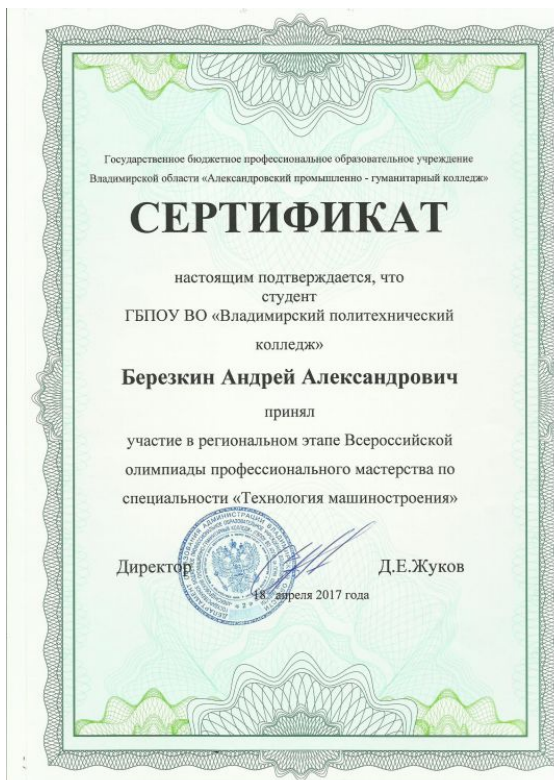 Государственное бюджетное профессиональное образовательное учреждение
Владимирской области «Александровский промышленно - гуманитарный колледж»
СЕРТИФИКАТ
настоящим подтверждается, что
студент
ГБПОУ ВО «Владимирский политехнический
колледж»
Березкин Андрей Александрович
принял
участие в региональном этапе Всероссийской
олимпиады профессионального мастерства по
специальности «Технология машиностроения»
Директор Д.Е.Жуков
18 апреля 2017 года